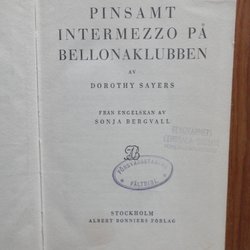 PINSAMT
INTERMEZZO PÅ
BELLONAKLUBBEN
AV
DOROTHY SAYERS
FRÅN ENGELSKAN AV
SONJA BERGVALL
STOCKHOLM
ALBERT BONNIERS FÖRLAG